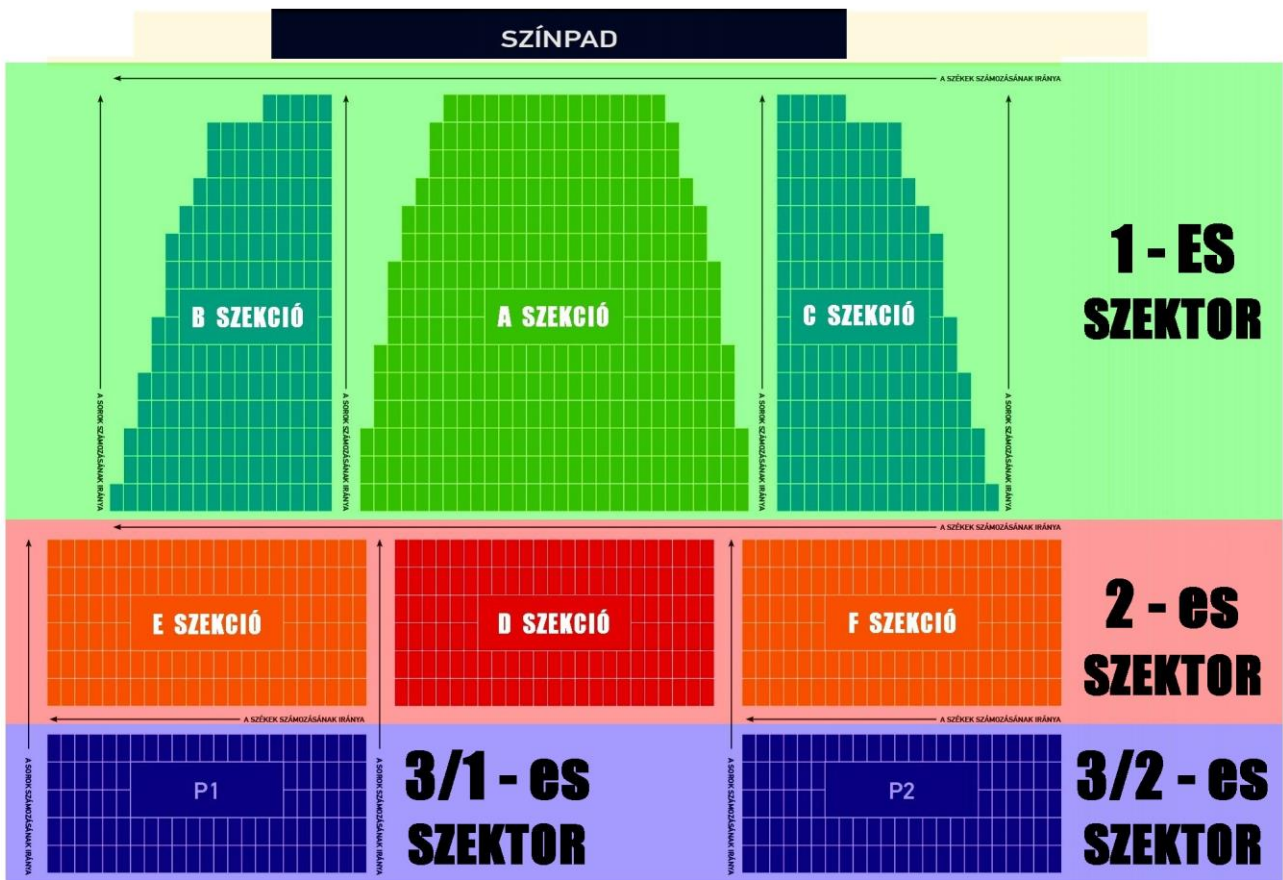 SZÍNPAD
A SZÉKEK SZÁMOZÁSÁNAK IRÁNYA
1 - ES
SZEKTOR
B SZEKCIÓ
A SZEKCIÓ
C SZEKCIÓ
A SOROK SZÁMOZÁSÁNAK IRÁNYA
A SOROK SZÁMOZÁSÁNAK IRÁNYA
A SOROK SZÁMOZÁSÁNAK IRÁNYA
A SOROK SZÁMOZÁSÁNAK IRÁNYA
A SZÉKEK SZÁMOZÁSÁNAK IRÁNYA
E SZEKCIÓ
D SZEKCIÓ
F SZEKCIÓ
2 - es
SZEKTOR
A SZÉKEK SZÁMOZÁSÁNAK IRÁNYA
A SZÉKEK SZÁMOZÁSÁNAK IRÁNYA
A SOROK SZÁMOZÁSÁNAK IRÁNYA
P1
A SOROK SZÁMOZÁSÁNAK IRÁNYA
3/1 - es
SZEKTOR
A SOROK SZÁMOZÁSÁNAK IRÁNYA
P2
3/2 - es
SZEKTOR